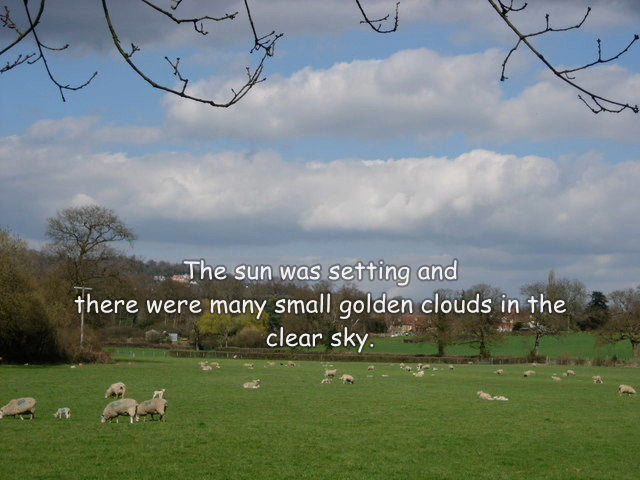 The sun was setting and
there were many small golden clouds in the
clear sky.